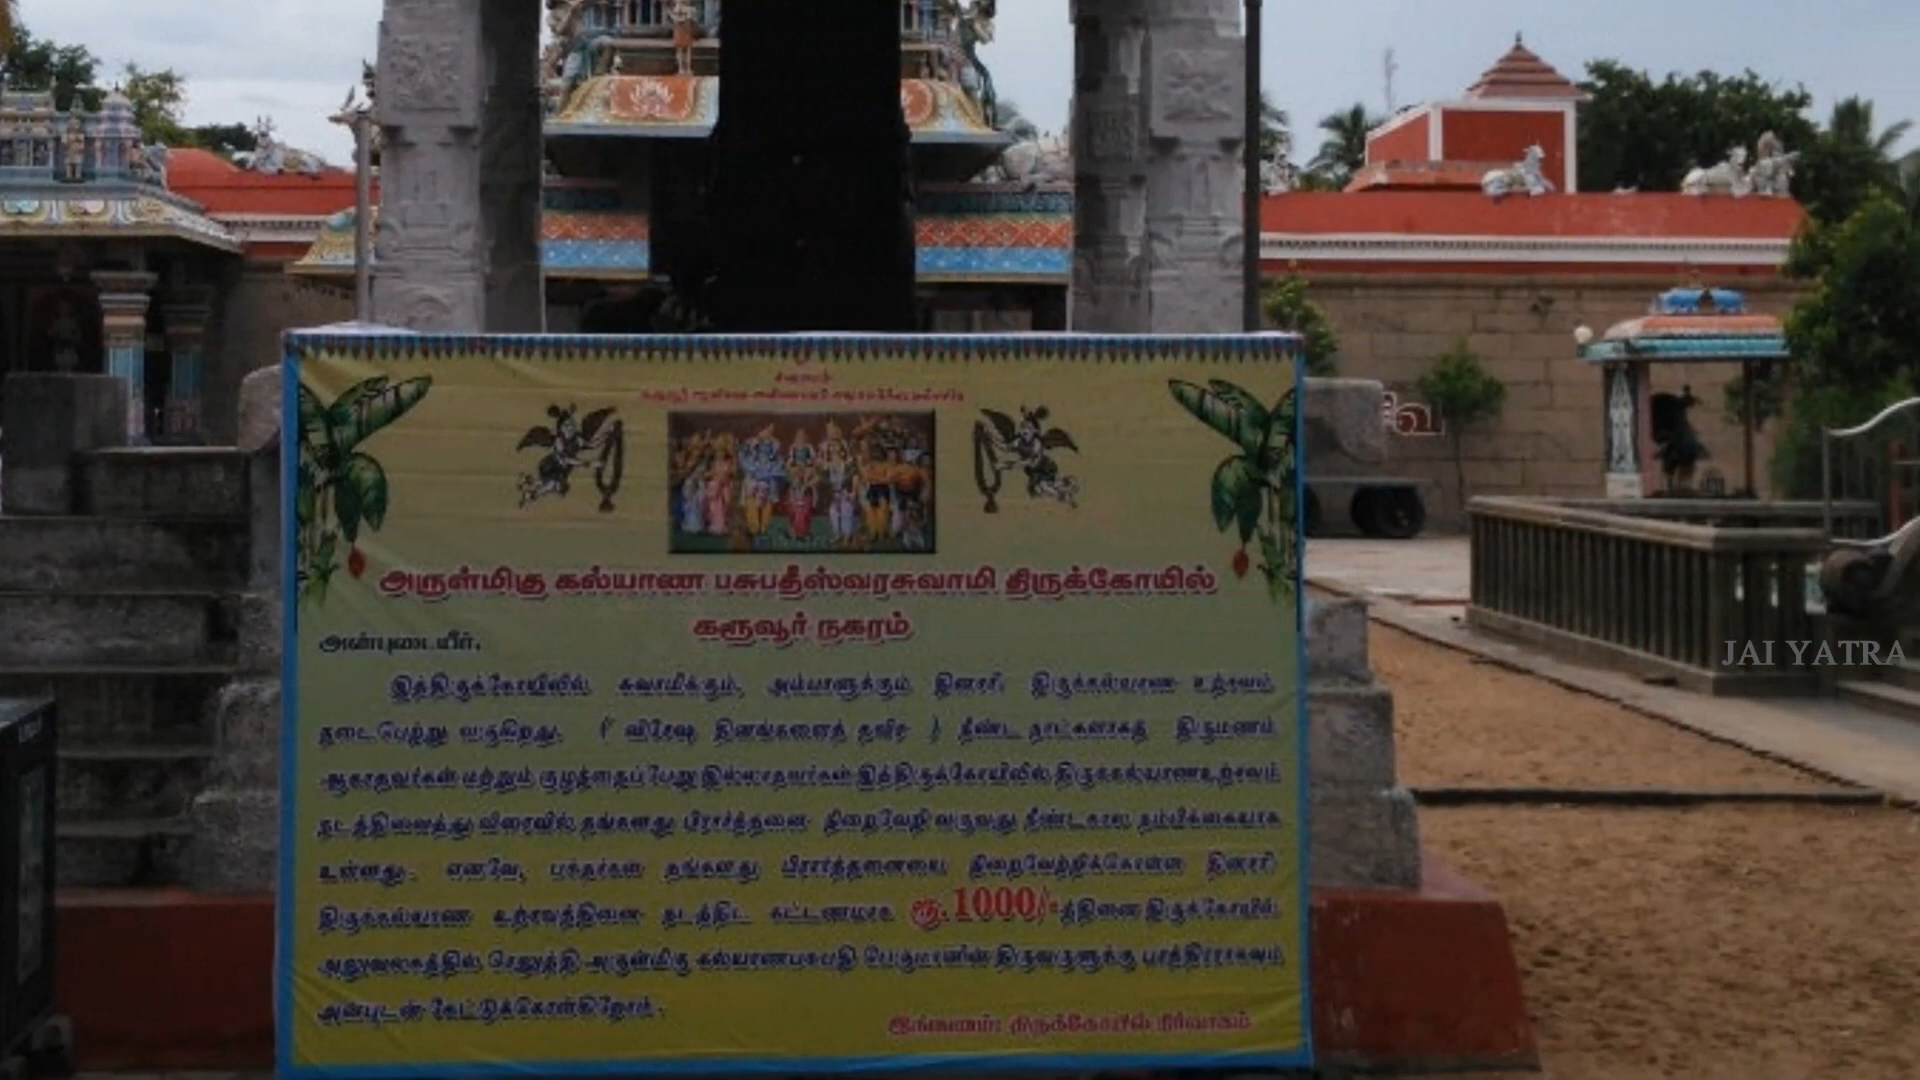 சிவமயம்
அருள்மிகு கல்யாண பசுபதீஸ்வரசுவாமி திருக்கோயில்
கருவூர் நகரம்
அன்புடையீர்,
இத்திருக்கோயிலில் சுவாமிக்கும், அம்பாளுக்கும் தினசரி திருக்கல்யாண உற்சவம்
நடைபெற்று வருகிறது. ( விசேஷ தினங்களைத் தவிர ) நீண்ட நாட்களாகத் திருமணம்
ஆகாதவர்கள் மற்றும் குழந்தைப்பேறு இல்லாதவர்கள் இத்திருக்கோயிலில் திருக்கல்யாண உற்சவம்
நடத்தினைத்து விரைவில் தங்களது பிரார்த்தனை நிறைவேறி வருவது நீண்டகால நம்பிக்கையாக
உள்ளது. எனவே, பக்தர்கள் தங்களது பிரார்த்தனையை நிறைவேற்றிக்கொள்ள தினசரி
திருக்கல்யாண உற்சவத்தினை நடத்திட கட்டணமாக ரூ.1000/-த்தினை திருக்கோயில்
அலுவலகத்தில் செலுத்தி அருள்மிகு கல்யாணபசுபதி பெருமானின் திருவருளுக்கு பாத்திரராகவும்
அன்புடன் கேட்டுக்கொள்கிறோம்.
இங்ஙனம்: திருக்கோயில் நிர்வாகம்
JAI YATRA